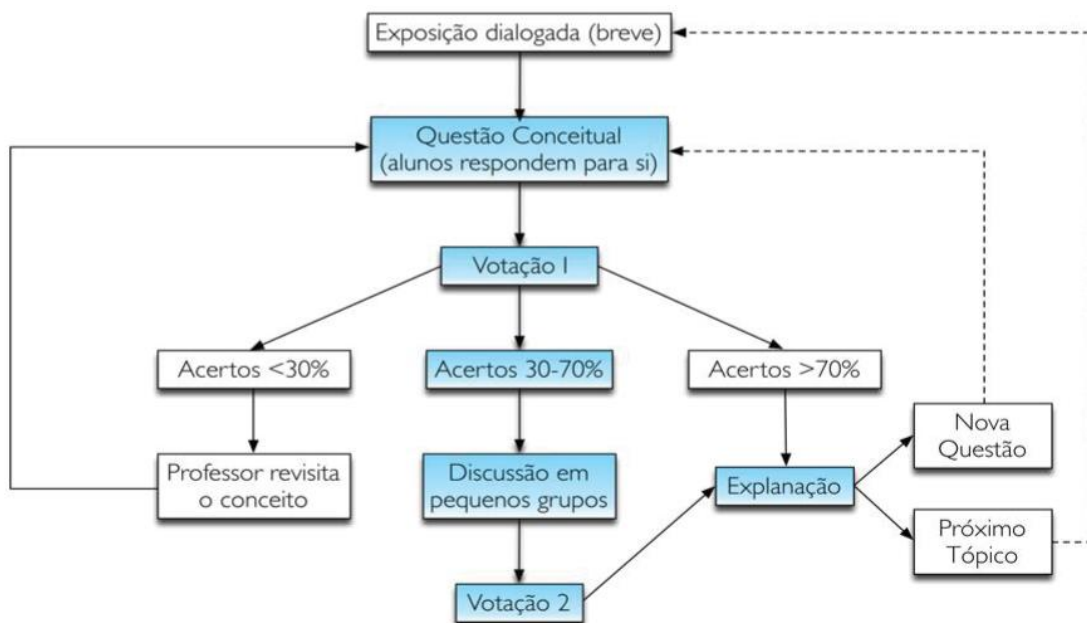 Exposição dialogada (breve)
Questão Conceitual
(alunos respondem para si)
Votação I
Acertos <30%
Acertos 30-70%
Acertos >70%
Professor revisita
o conceito
Discussão em
pequenos grupos
Explanação
Nova
Questão
Próximo
Tópico
Votação 2